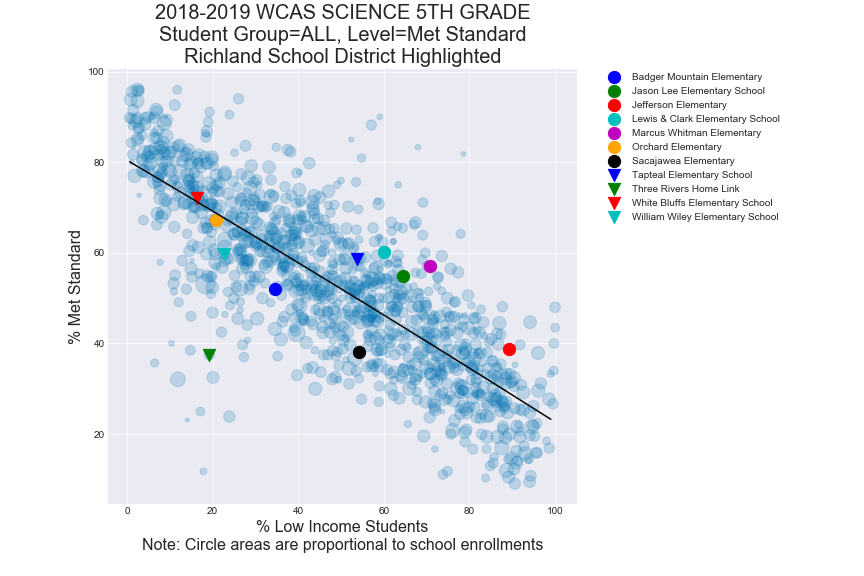 2018-2019 WCAS SCIENCE 5TH GRADE
Student Group=ALL, Level=Met Standard
Richland School District Highlighted
% Met Standard
100
80
60
40
20
0
20
40
60
80
100
% Low Income Students
Note: Circle areas are proportional to school enrollments
Badger Mountain Elementary
Jason Lee Elementary School
Jefferson Elementary
Lewis & Clark Elementary School
Marcus Whitman Elementary
Orchard Elementary
Sacajawea Elementary
Tapteal Elementary School
Three Rivers Home Link
White Bluffs Elementary School
William Wiley Elementary School